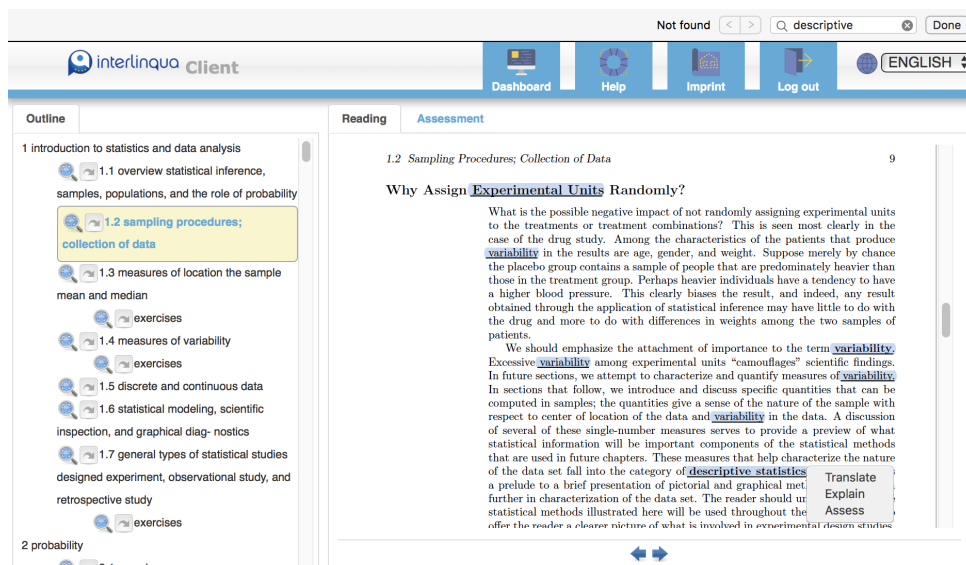 Not found < > descriptive Done
interlinqua Client
Dashboard Help Imprint Log out ENGLISH
Outline
1 introduction to statistics and data analysis
1.1 overview statistical inference,
samples, populations, and the role of probability
1.2 sampling procedures;
collection of data
1.3 measures of location the sample
mean and median
exercises
1.4 measures of variability
exercises
1.5 discrete and continuous data
1.6 statistical modeling, scientific
inspection, and graphical diag- nostics
1.7 general types of statistical studies
designed experiment, observational study, and
retrospective study
exercises
2 probability
Reading Assessment
1.2 Sampling Procedures; Collection of Data 9
Why Assign Experimental Units Randomly?
What is the possible negative impact of not randomly assigning experimental units
to the treatments or treatment combinations? This is seen most clearly in the
case of the drug study. Among the characteristics of the patients that produce
variability in the results are age, gender, and weight. Suppose merely by chance
the placebo group contains a sample of people that are predominately heavier than
those in the treatment group. Perhaps heavier individuals have a tendency to have
a higher blood pressure. This clearly biases the result, and indeed, any result
obtained through the application of statistical inference may have little to do with
the drug and more to do with differences in weights among the two samples of
patients.
We should emphasize the attachment of importance to the term variability.
Excessive variability among experimental units “camouflages” scientific findings.
In future sections, we attempt to characterize and quantify measures of variability.
In sections that follow, we introduce and discuss specific quantities that can be
computed in samples; the quantities give a sense of the nature of the sample with
respect to center of location of the data and variability in the data. A discussion
of several of these single-number measures serves to provide a preview of what
statistical information will be important components of the statistical methods
that are used in future chapters. These measures that help characterize the nature
of the data set fall into the category of descriptive statistics
a prelude to a brief presentation of pictorial and graphical
further in characterization of the data set. The reader should
statistical methods illustrated here will be used throughout the
offer the reader a clearer picture of what is involved in experimental design studies
Translate
Explain
Assess